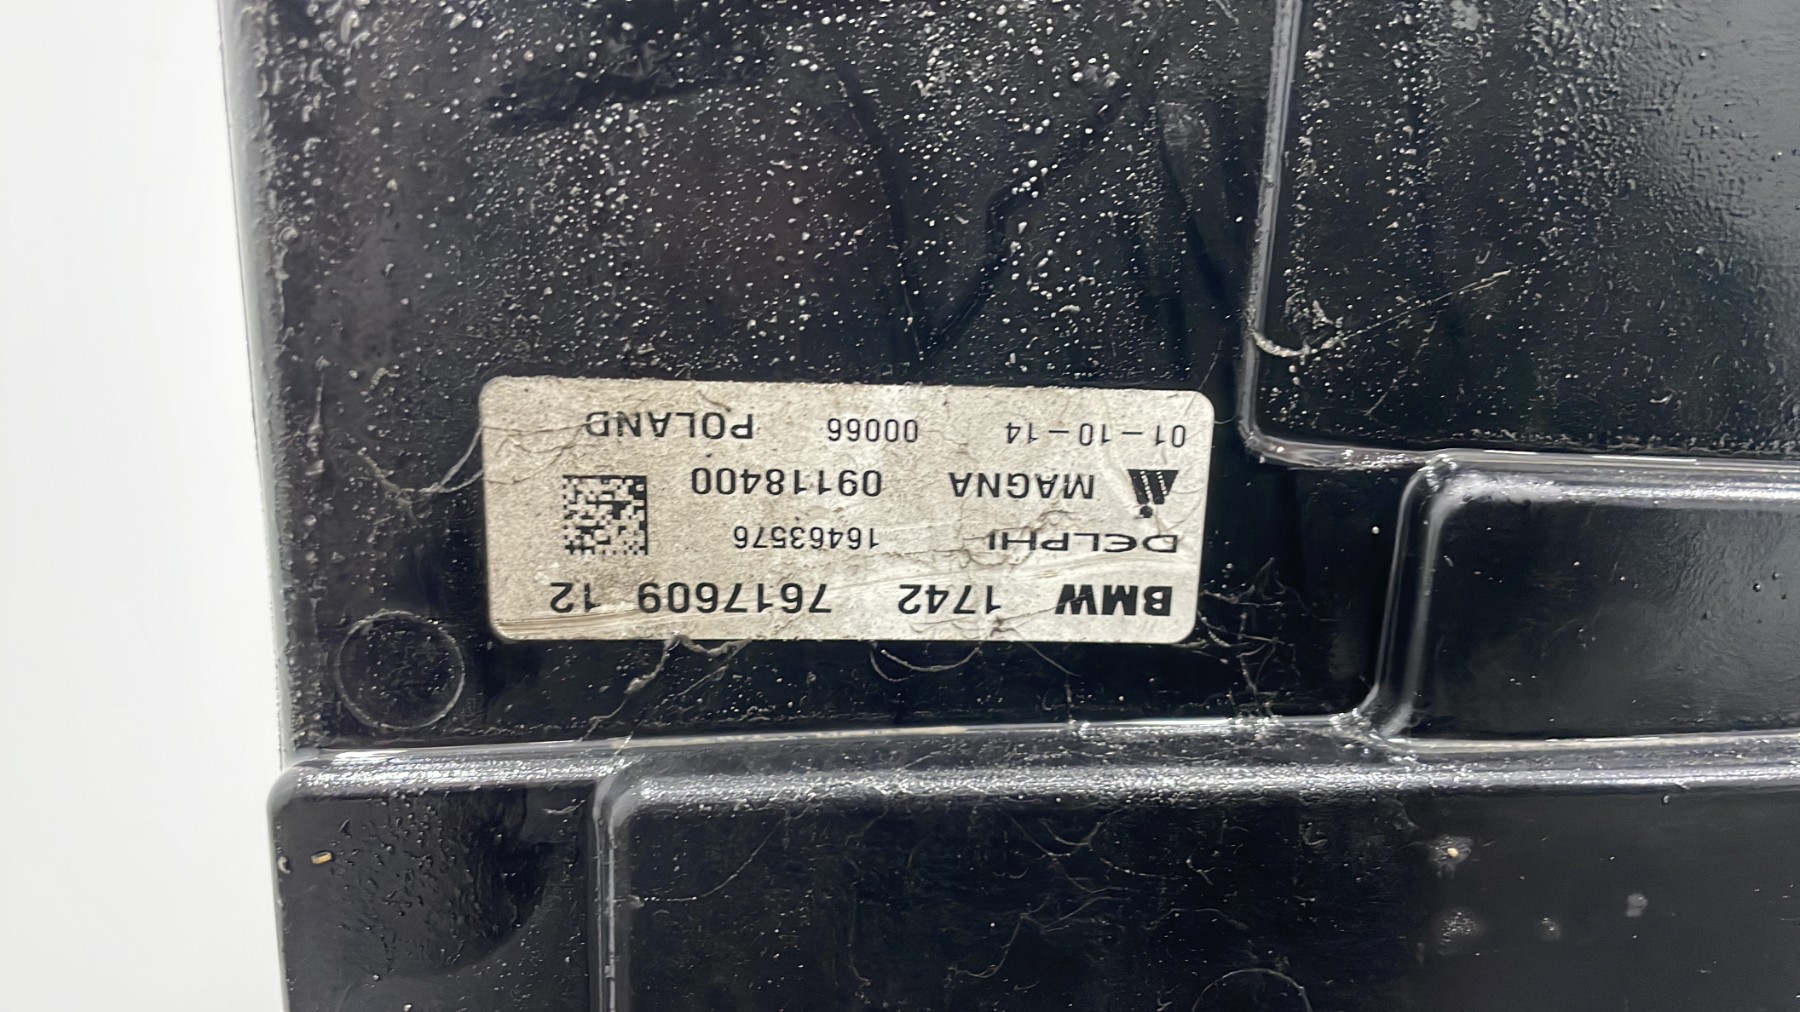 BMW 1742 7617609 12
DELPHI 16463576
MAGNA 09118400
01-10-14 00066 POLAND